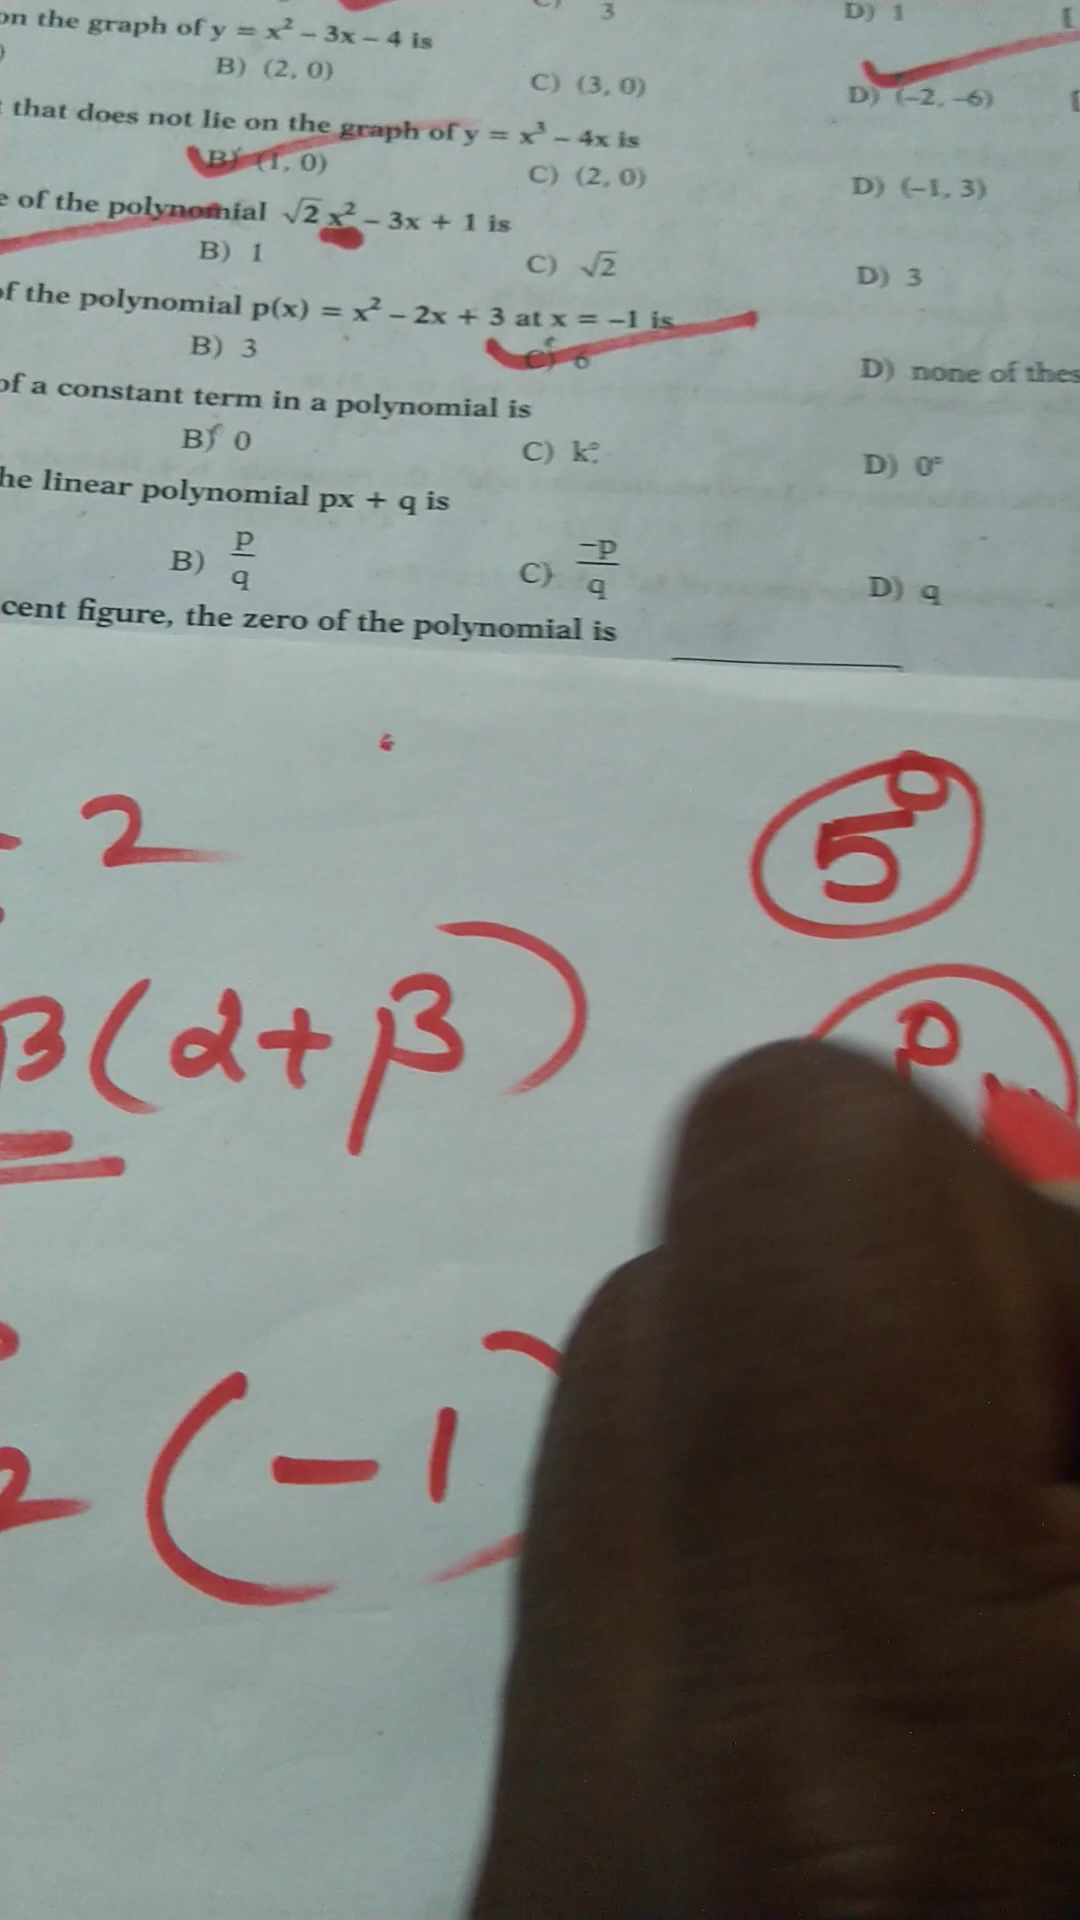 3 D) 1 [
on the graph of y = x² – 3x – 4 is
) B) (2, 0) C) (3, 0) D) (–2, –6) [
that does not lie on the graph of y = x³ – 4x is
B) (1, 0) C) (2, 0) D) (–1, 3)
e of the polynomial √2 x² – 3x + 1 is
B) 1 C) √2 D) 3
of the polynomial p(x) = x² – 2x + 3 at x = –1 is
B) 3 C) 6 D) none of thes
of a constant term in a polynomial is
B) 0 C) k D) 0
he linear polynomial px + q is
B) p/q C) –p/q D) q
cent figure, the zero of the polynomial is
- 2 5⁰
β(α+β) P
2 (-1)